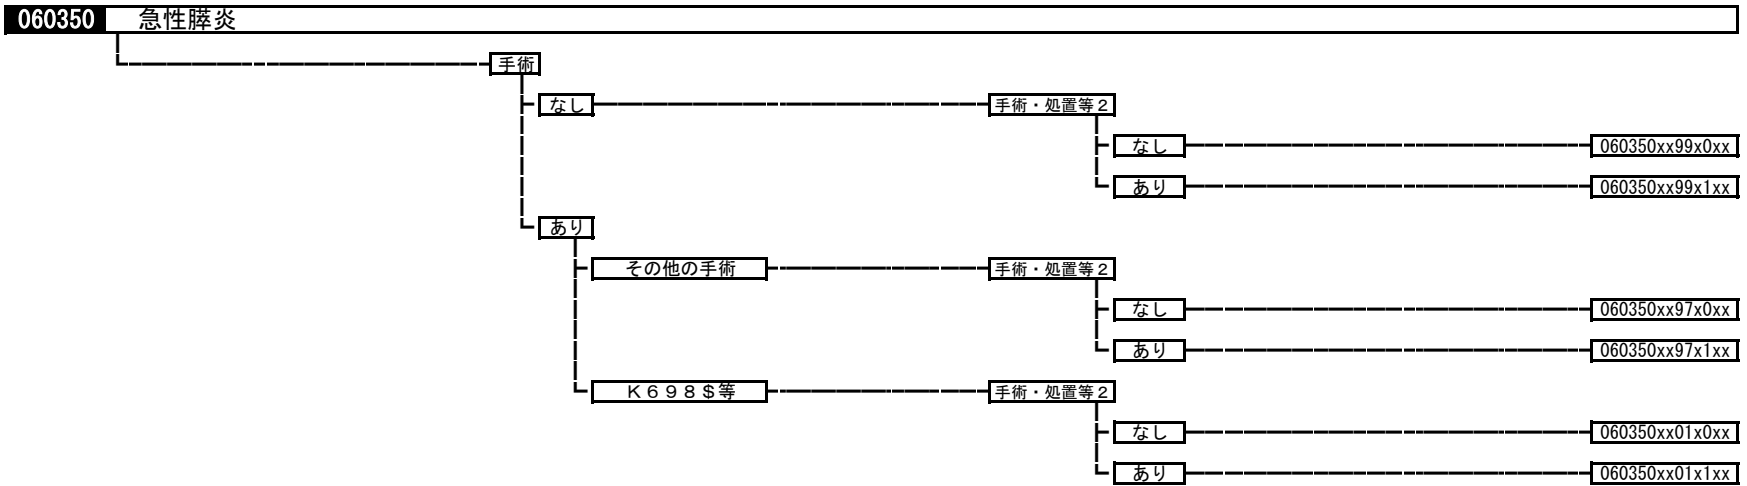 060350 急性膵炎
手術
なし 手術・処置等２
なし 060350xx99x0xx
あり 060350xx99x1xx
あり
その他の手術 手術・処置等２
なし 060350xx97x0xx
あり 060350xx97x1xx
Ｋ６９８＄等 手術・処置等２
なし 060350xx01x0xx
あり 060350xx01x1xx